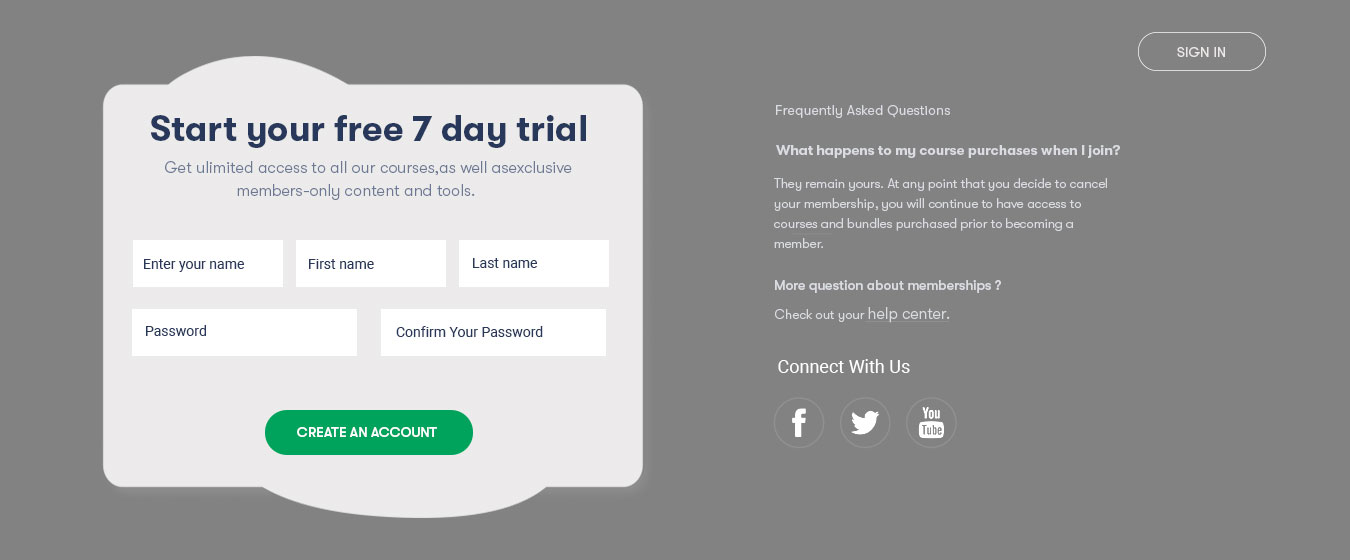 SIGN IN
Start your free 7 day trial
Get ulimited access to all our courses,as well asexclusive
members-only content and tools.
Enter your name
First name
Last name
Password
Confirm Your Password
CREATE AN ACCOUNT
Frequently Asked Questions
What happens to my course purchases when I join?
They remain yours. At any point that you decide to cancel
your membership, you will continue to have access to
courses and bundles purchased prior to becoming a
member.
More question about memberships ?
Check out your help center.
Connect With Us
f
You
Tube